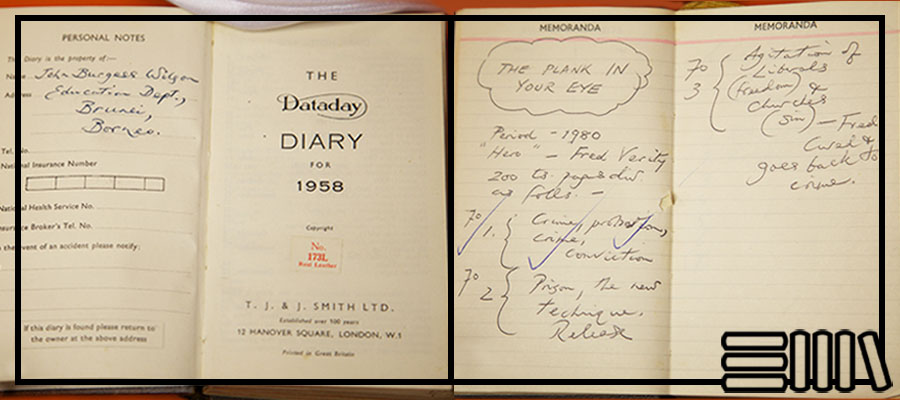 PERSONAL NOTES
The Diary is the property of:—
Name John Burgess Wilson
Address Education Dept.,
Brunei,
Borneo.
Tel. No.
National Insurance Number
National Health Service No.
Insurance Broker's Tel. No.
In the event of an accident please notify:
If this diary is found please return to
the owner at the above address
THE
Dataday
DIARY
FOR
1958
Copyright
No.
173L
Real Leather
T. J. & J. SMITH LTD.
Established over 100 years
12 HANOVER SQUARE, LONDON, W.1
Printed in Great Britain
MEMORANDA
THE PLANK IN
YOUR EYE
Period - 1980
"Hero" - Fred Verity
200 pages div.
as folls. -
70
1. { Crime, probation,
crime,
conviction
70
2 { Prison, the new
technique.
Release
MEMORANDA
70
3 { Agitation of
Liberals
(freedom) &
churches
(sin) - Fred
cured &
goes back to
crime.